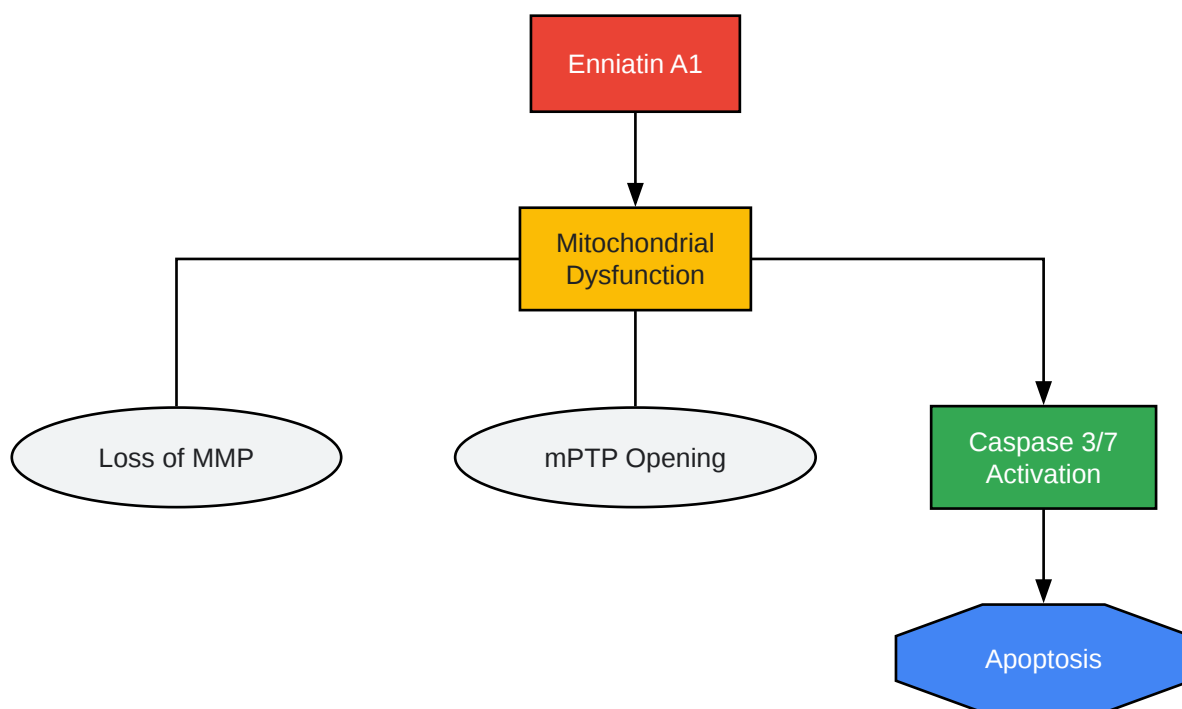 Enniatin A1
Mitochondrial
Dysfunction
Loss of MMP
mPTP Opening
Caspase 3/7
Activation
Apoptosis